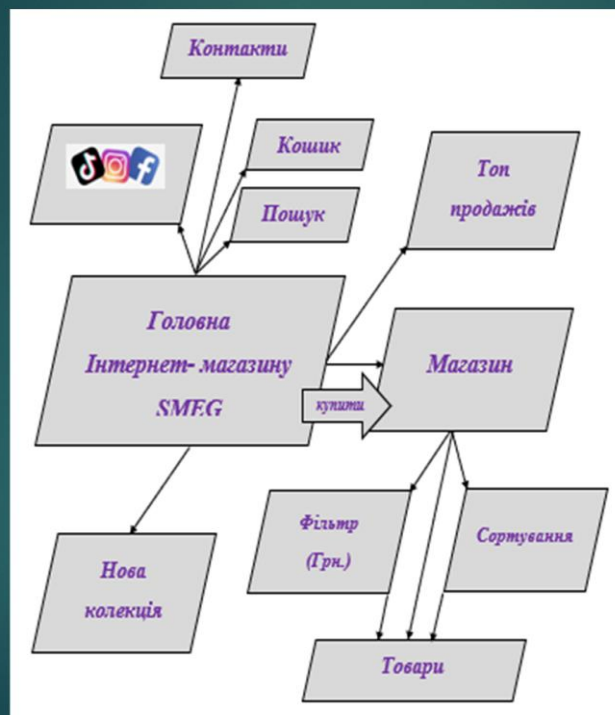 Контакти
Кошик
Пошук
Топ
продажів
Головна
Інтернет- магазину
SMEG
Магазин
купити
Фільтр
(Грн.)
Сортування
Нова
колекція
Товари